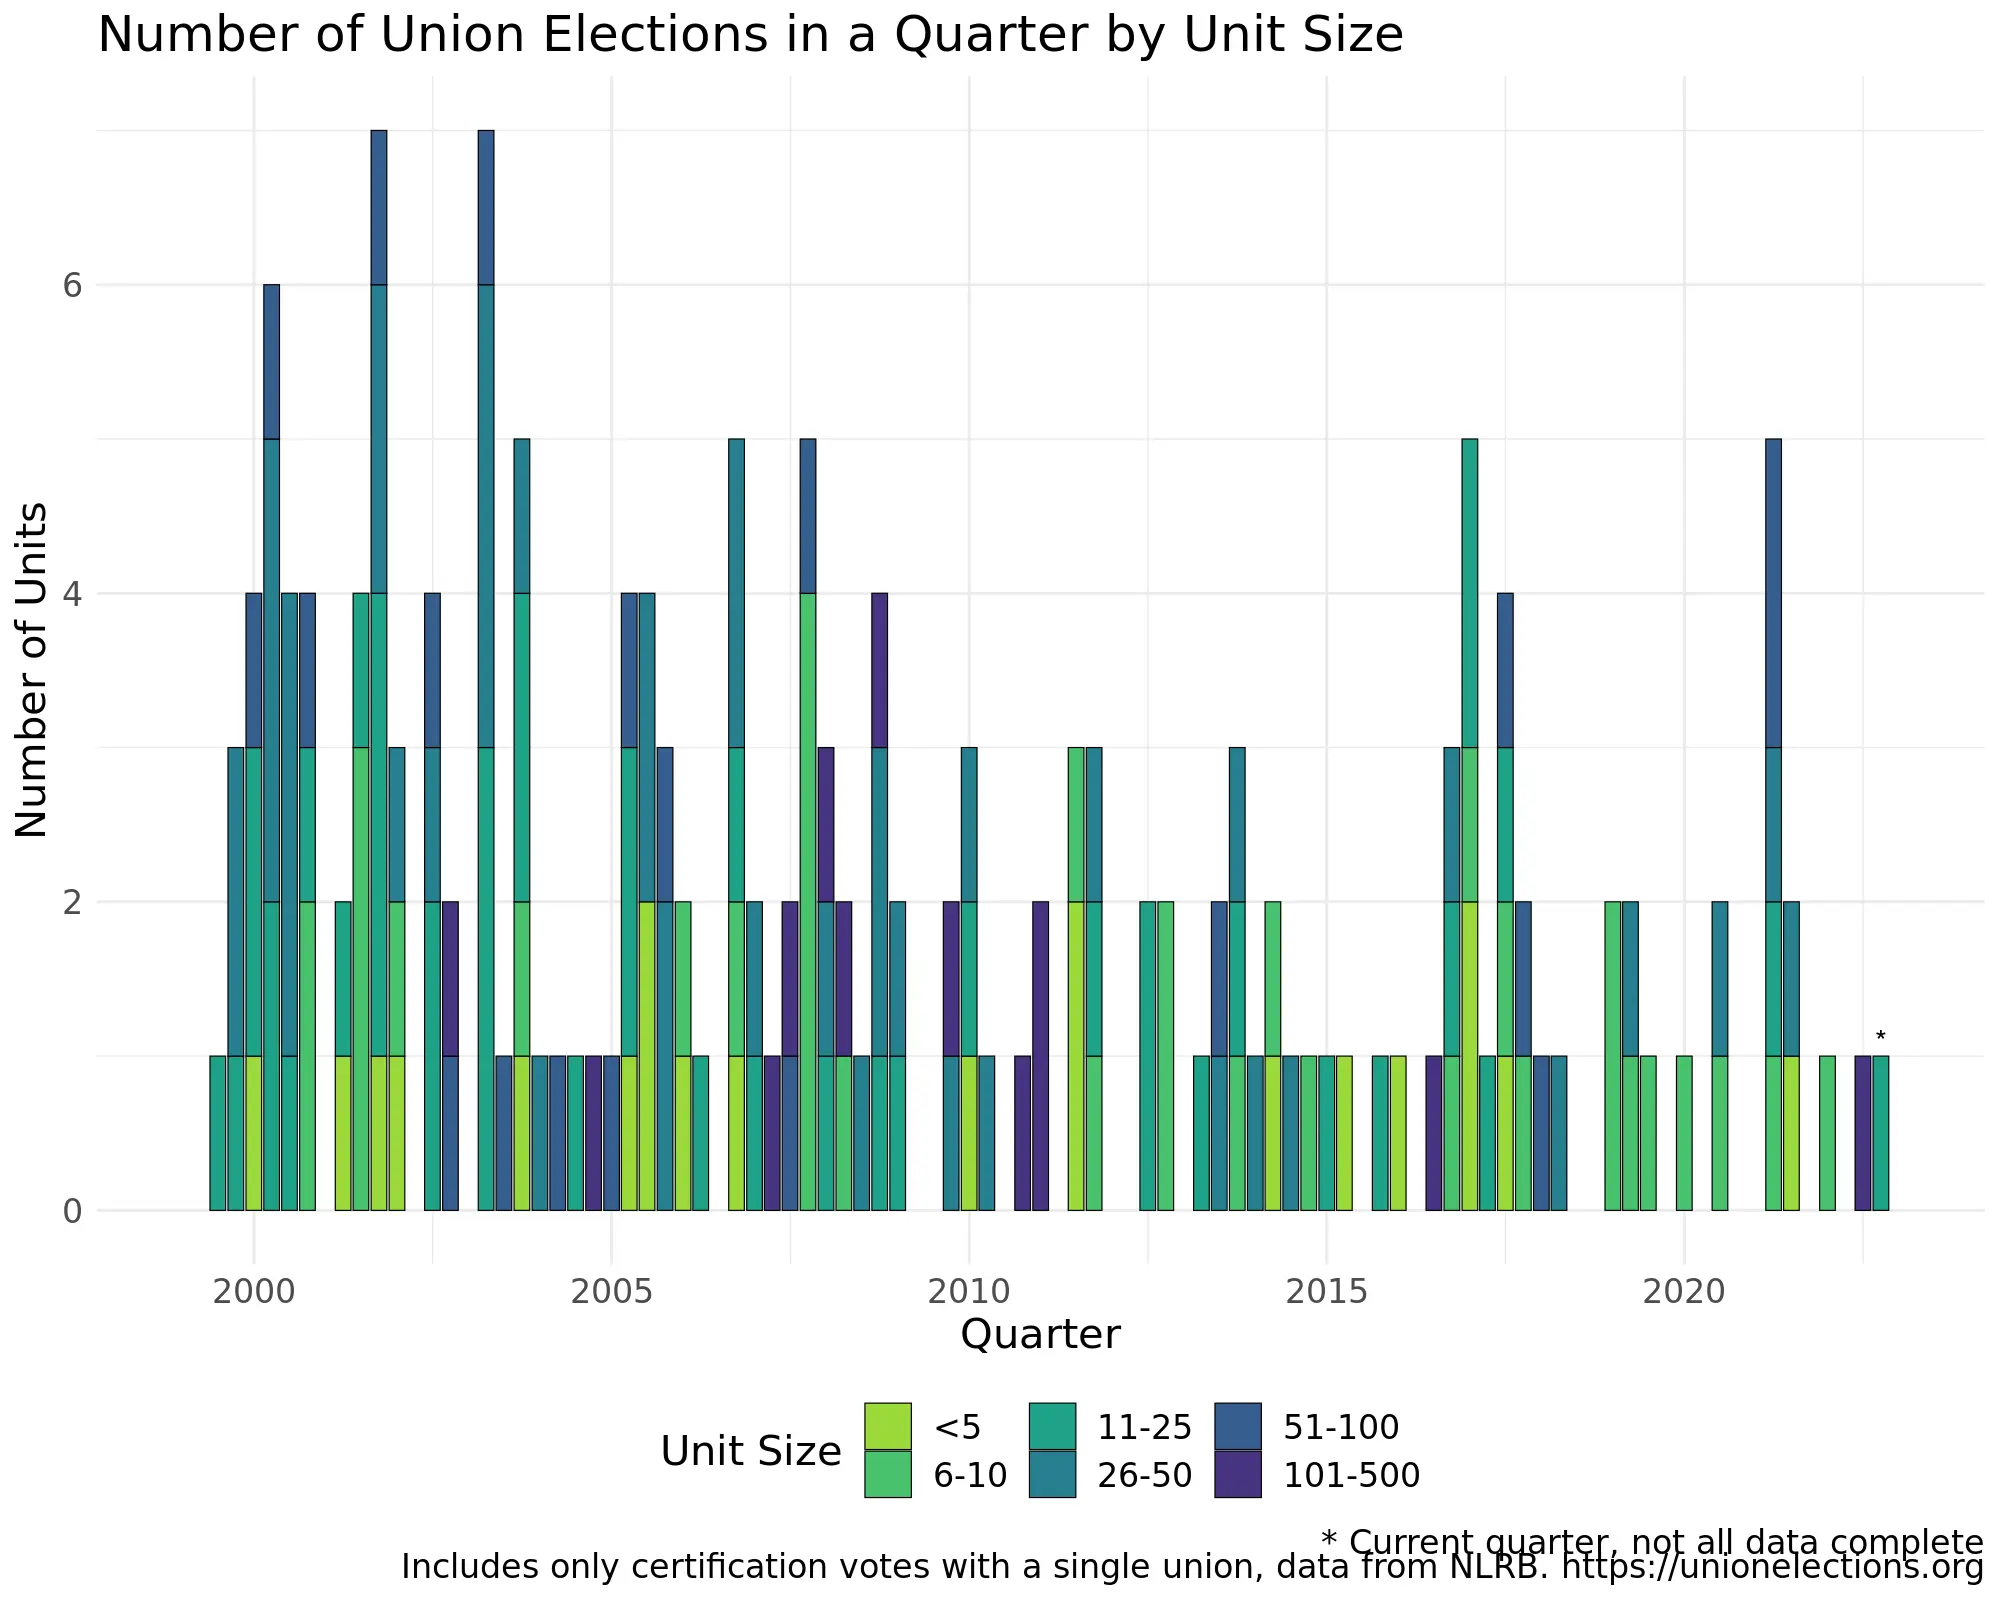 Number of Union Elections in a Quarter by Unit Size
Number of Units
6
4
2
0
*
2000 2005 2010 2015 2020
Quarter
Unit Size
<5 11-25 51-100
6-10 26-50 101-500
* Current quarter, not all data complete
Includes only certification votes with a single union, data from NLRB. https://unionelections.org